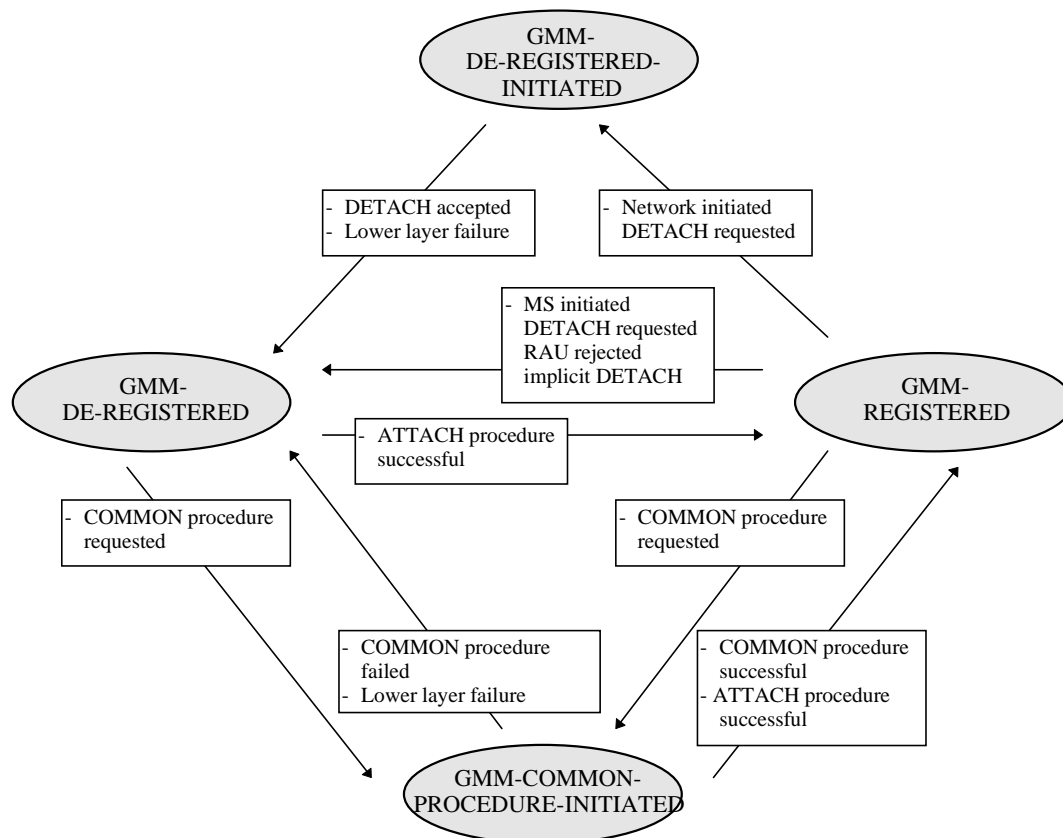 GMM-
DE-REGISTERED-
INITIATED
- DETACH accepted
- Lower layer failure
- Network initiated
DETACH requested
- MS initiated
DETACH requested
RAU rejected
implicit DETACH
GMM-
DE-REGISTERED
GMM-
REGISTERED
- ATTACH procedure
successful
- COMMON procedure
requested
- COMMON procedure
requested
- COMMON procedure
failed
- Lower layer failure
- COMMON procedure
successful
- ATTACH procedure
successful
GMM-COMMON-
PROCEDURE-INITIATED